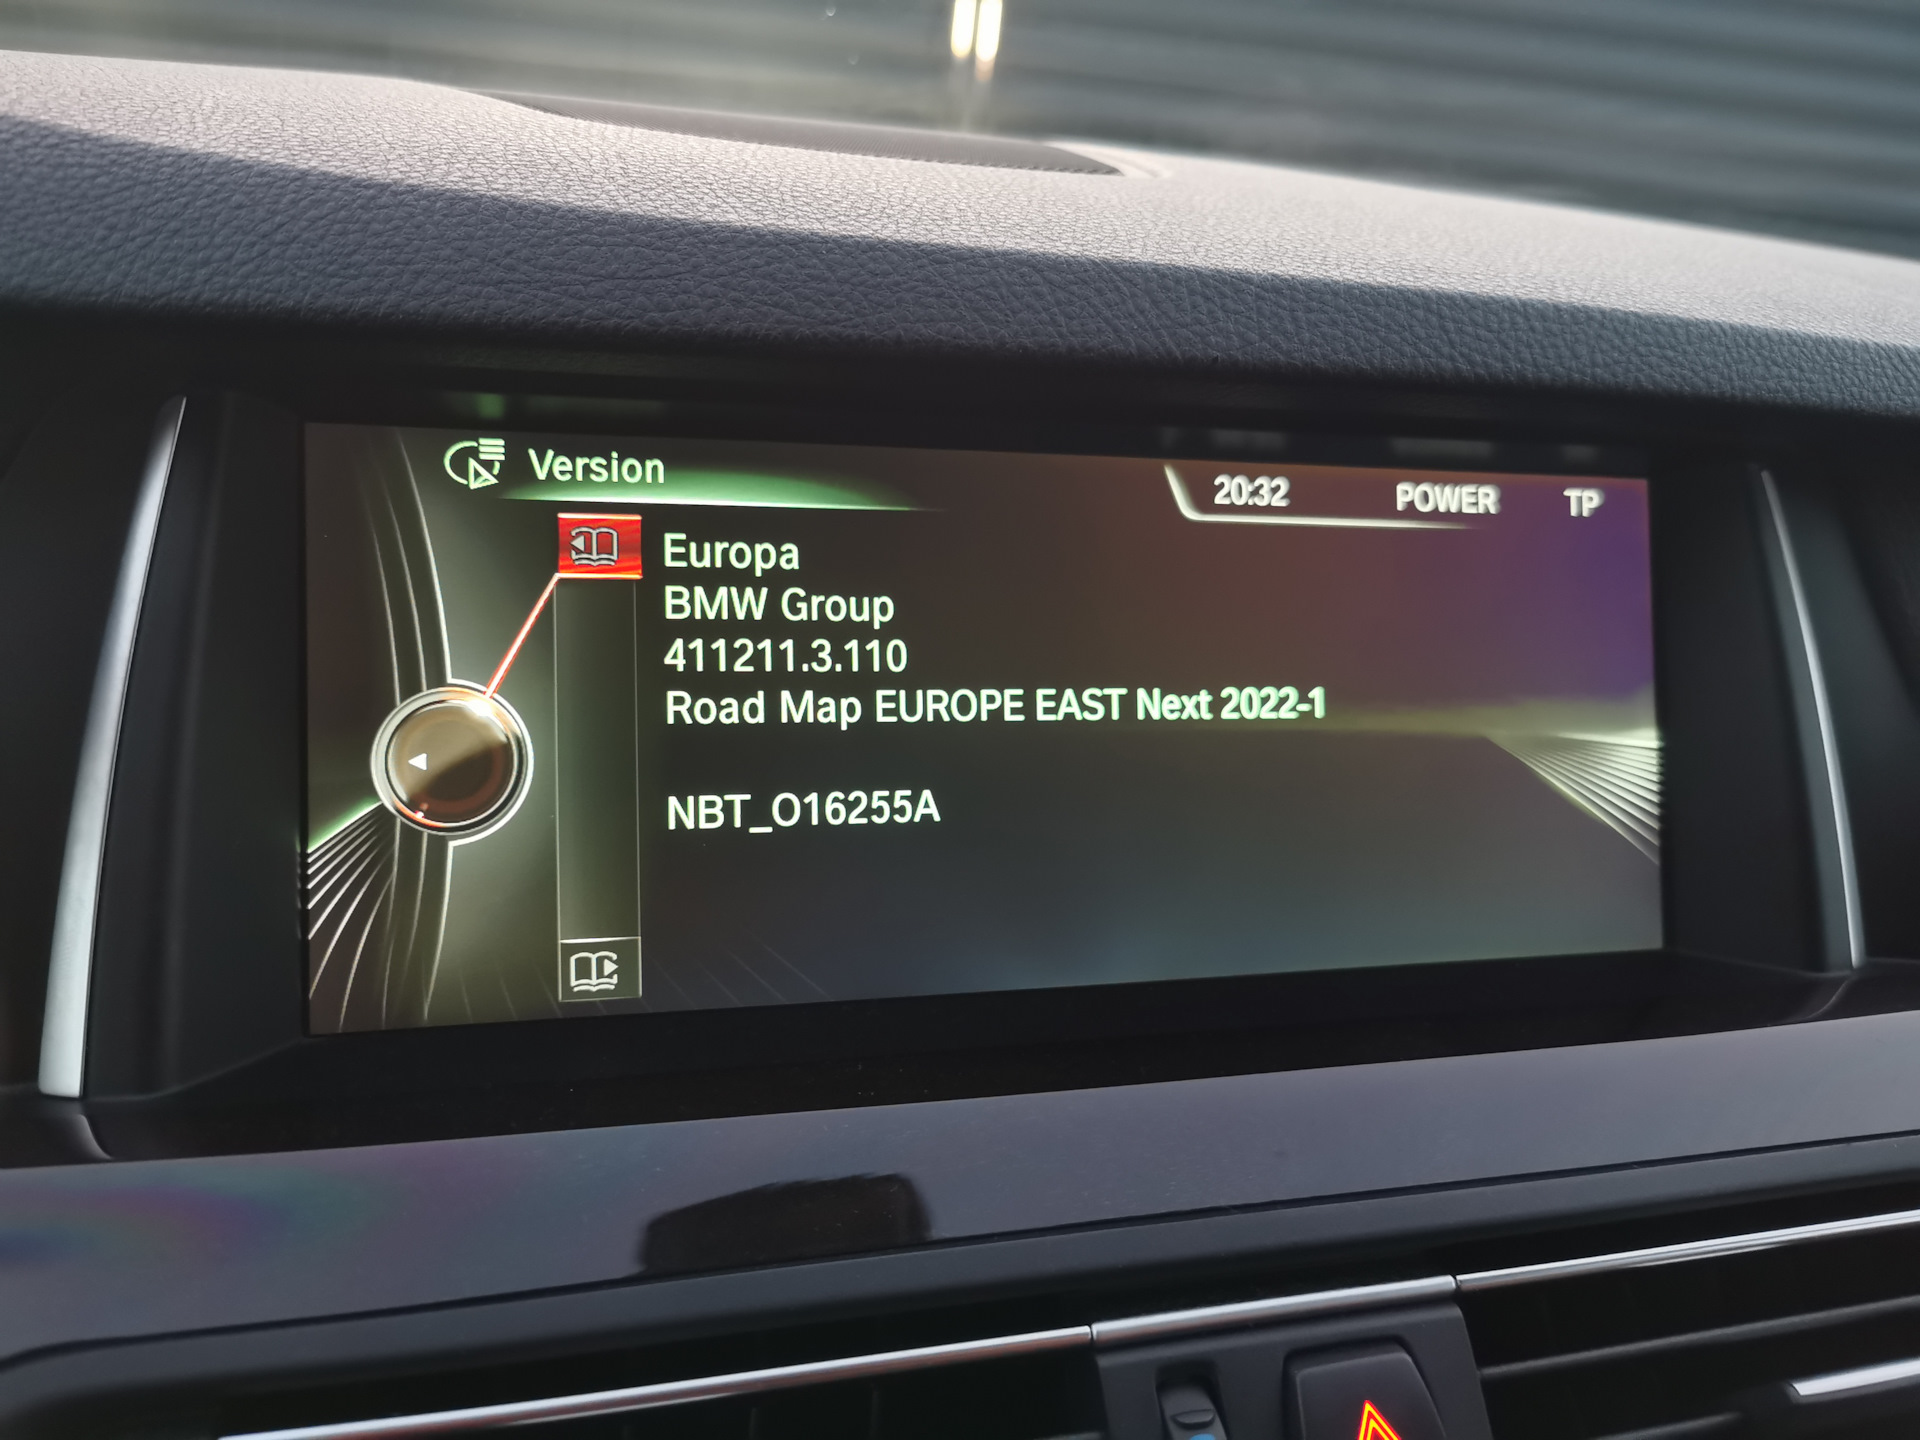 Version
20:32 POWER TP
Europa
BMW Group
411211.3.110
Road Map EUROPE EAST Next 2022-1
NBT_O16255A